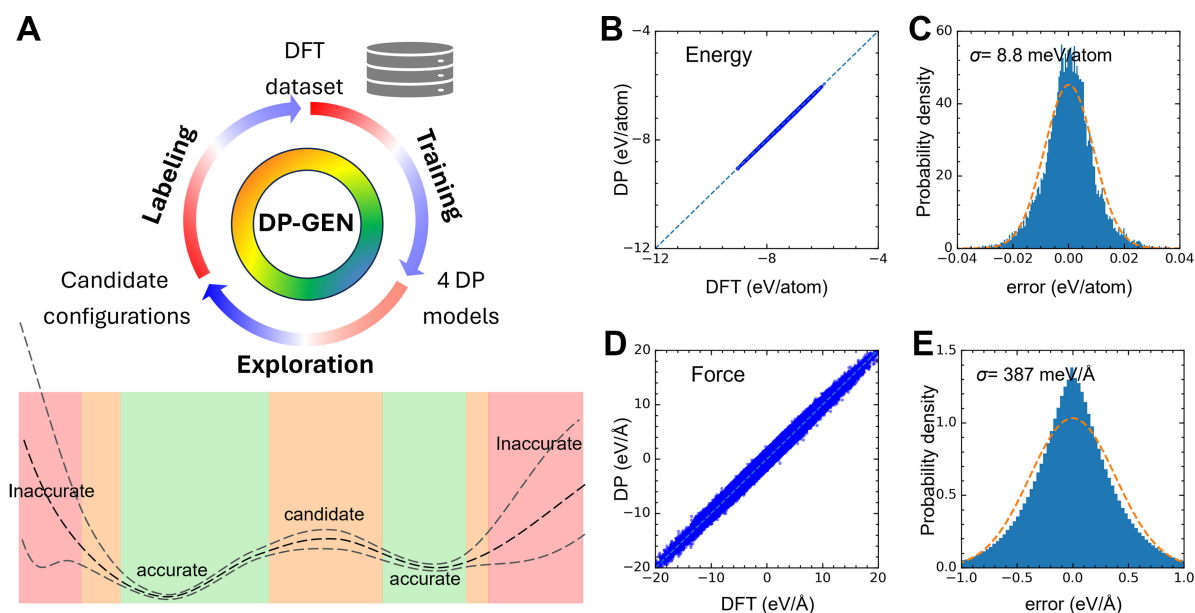 A
DFT
dataset
Labeling
Training
DP-GEN
Candidate
configurations
4 DP
models
Exploration
Inaccurate
accurate
candidate
accurate
Inaccurate
B
Energy
DP (eV/atom)
−4
−8
−12
−12
−8
−4
DFT (eV/atom)
C
σ= 8.8 meV/atom
Probability density
60
40
20
0
−0.04
−0.02
0.00
0.02
0.04
error (eV/atom)
D
Force
DP (eV/Å)
20
10
0
−10
−20
−20
−10
0
10
20
DFT (eV/Å)
E
σ= 387 meV/Å
Probability density
1.5
1.0
0.5
0.0
−1.0
−0.5
0.0
0.5
1.0
error (eV/Å)